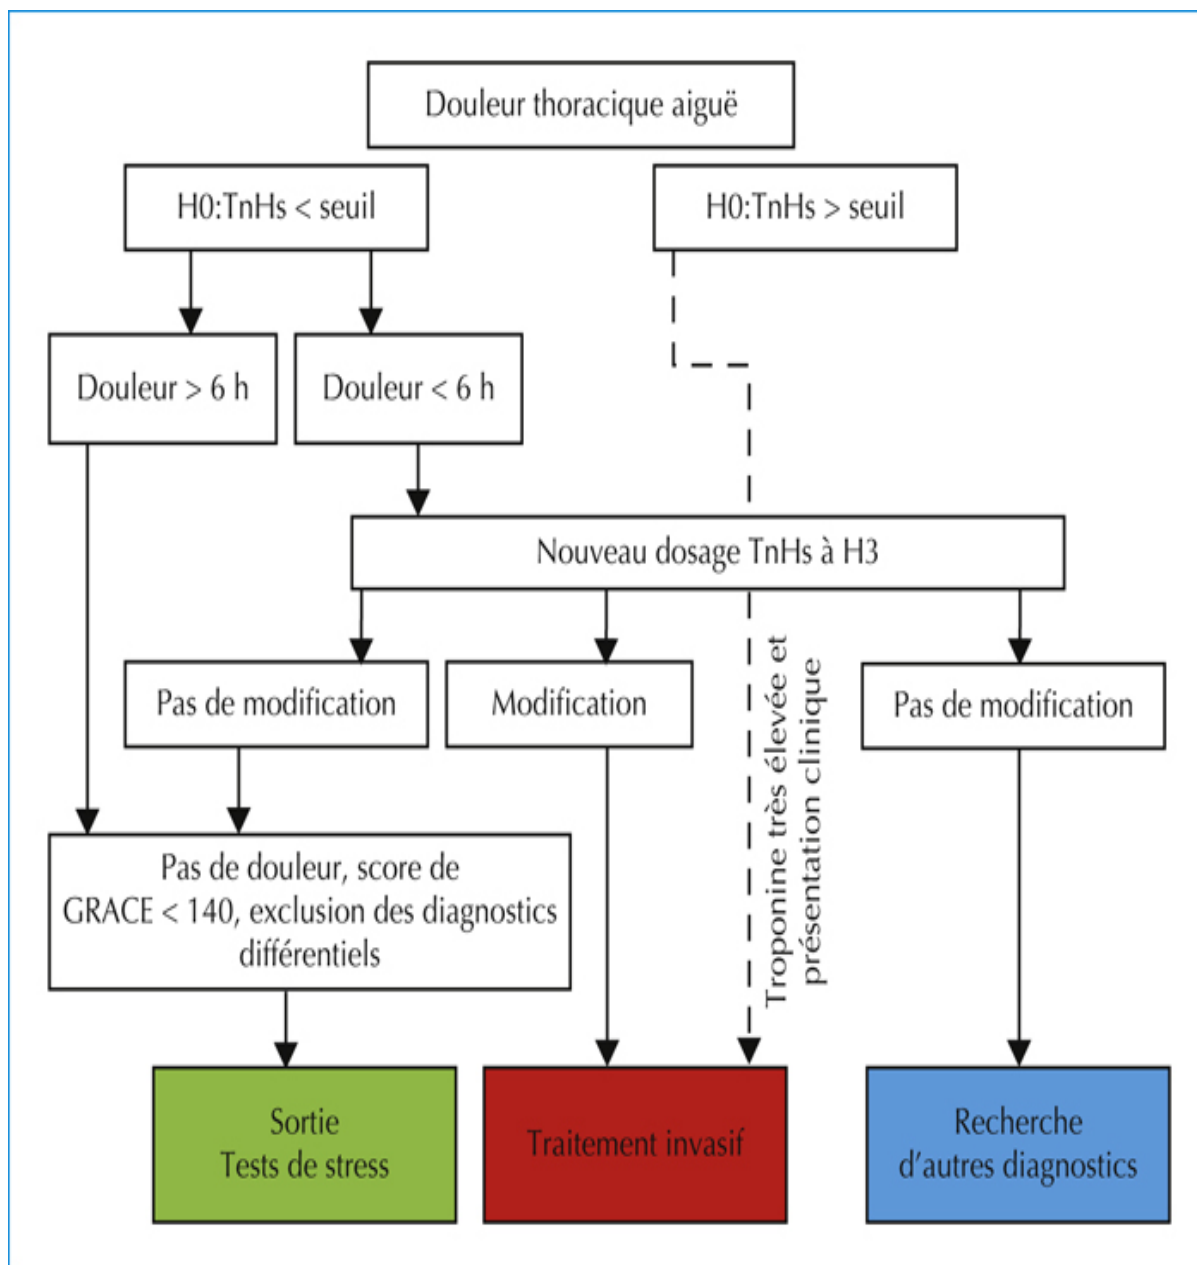 Douleur thoracique aiguë
H0:TnHs < seuil
H0:TnHs > seuil
Douleur > 6 h
Douleur < 6 h
Nouveau dosage TnHs à H3
Pas de modification
Modification
Troponine très élevée et
présentation clinique
Pas de modification
Pas de douleur, score de
GRACE < 140, exclusion des diagnostics
différentiels
Sortie
Tests de stress
Traitement invasif
Recherche
d'autres diagnostics